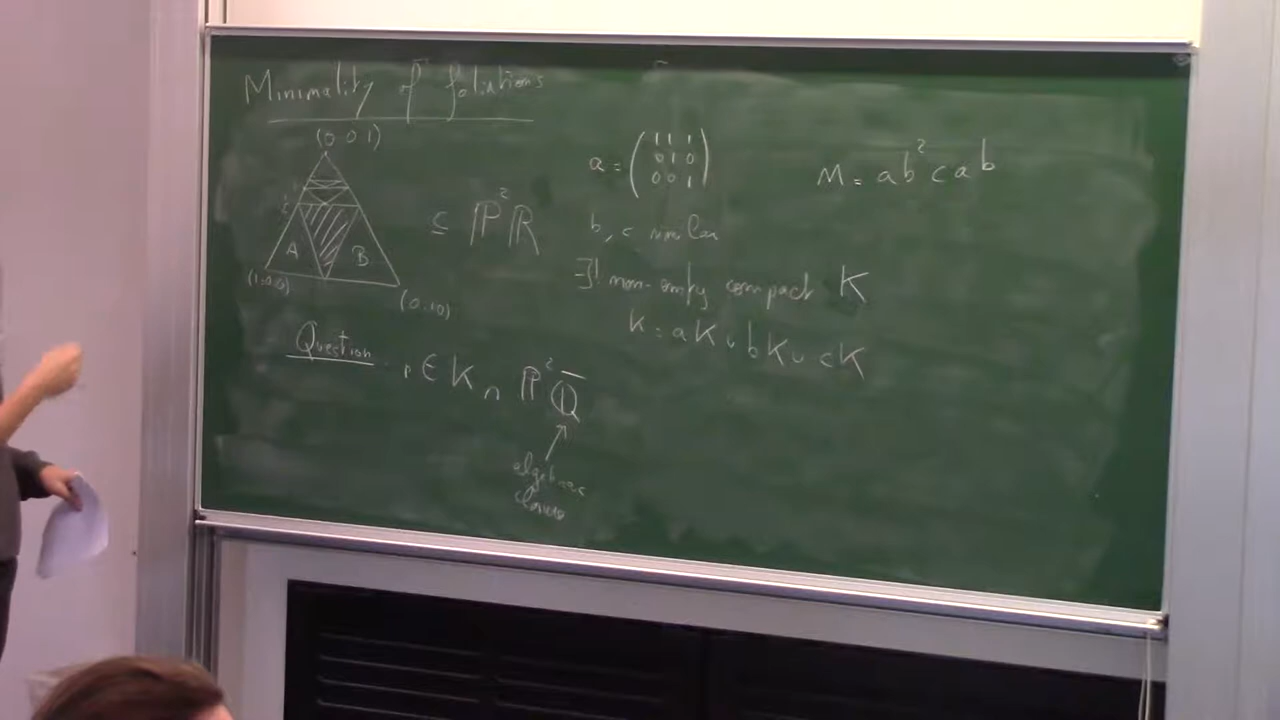 Minimality of foliations
(0 0 1)
A B
(1:0:0)
(0:1:0)
⊆ P²R
a = ( 1 1 1
0 1 0
0 0 1 )
b, c similar
∃! non-empty compact K
K = aK ∪ bK ∪ cK
M = ab²cab
Question
∈ K ∩ P²Q̄
algebraic
closure